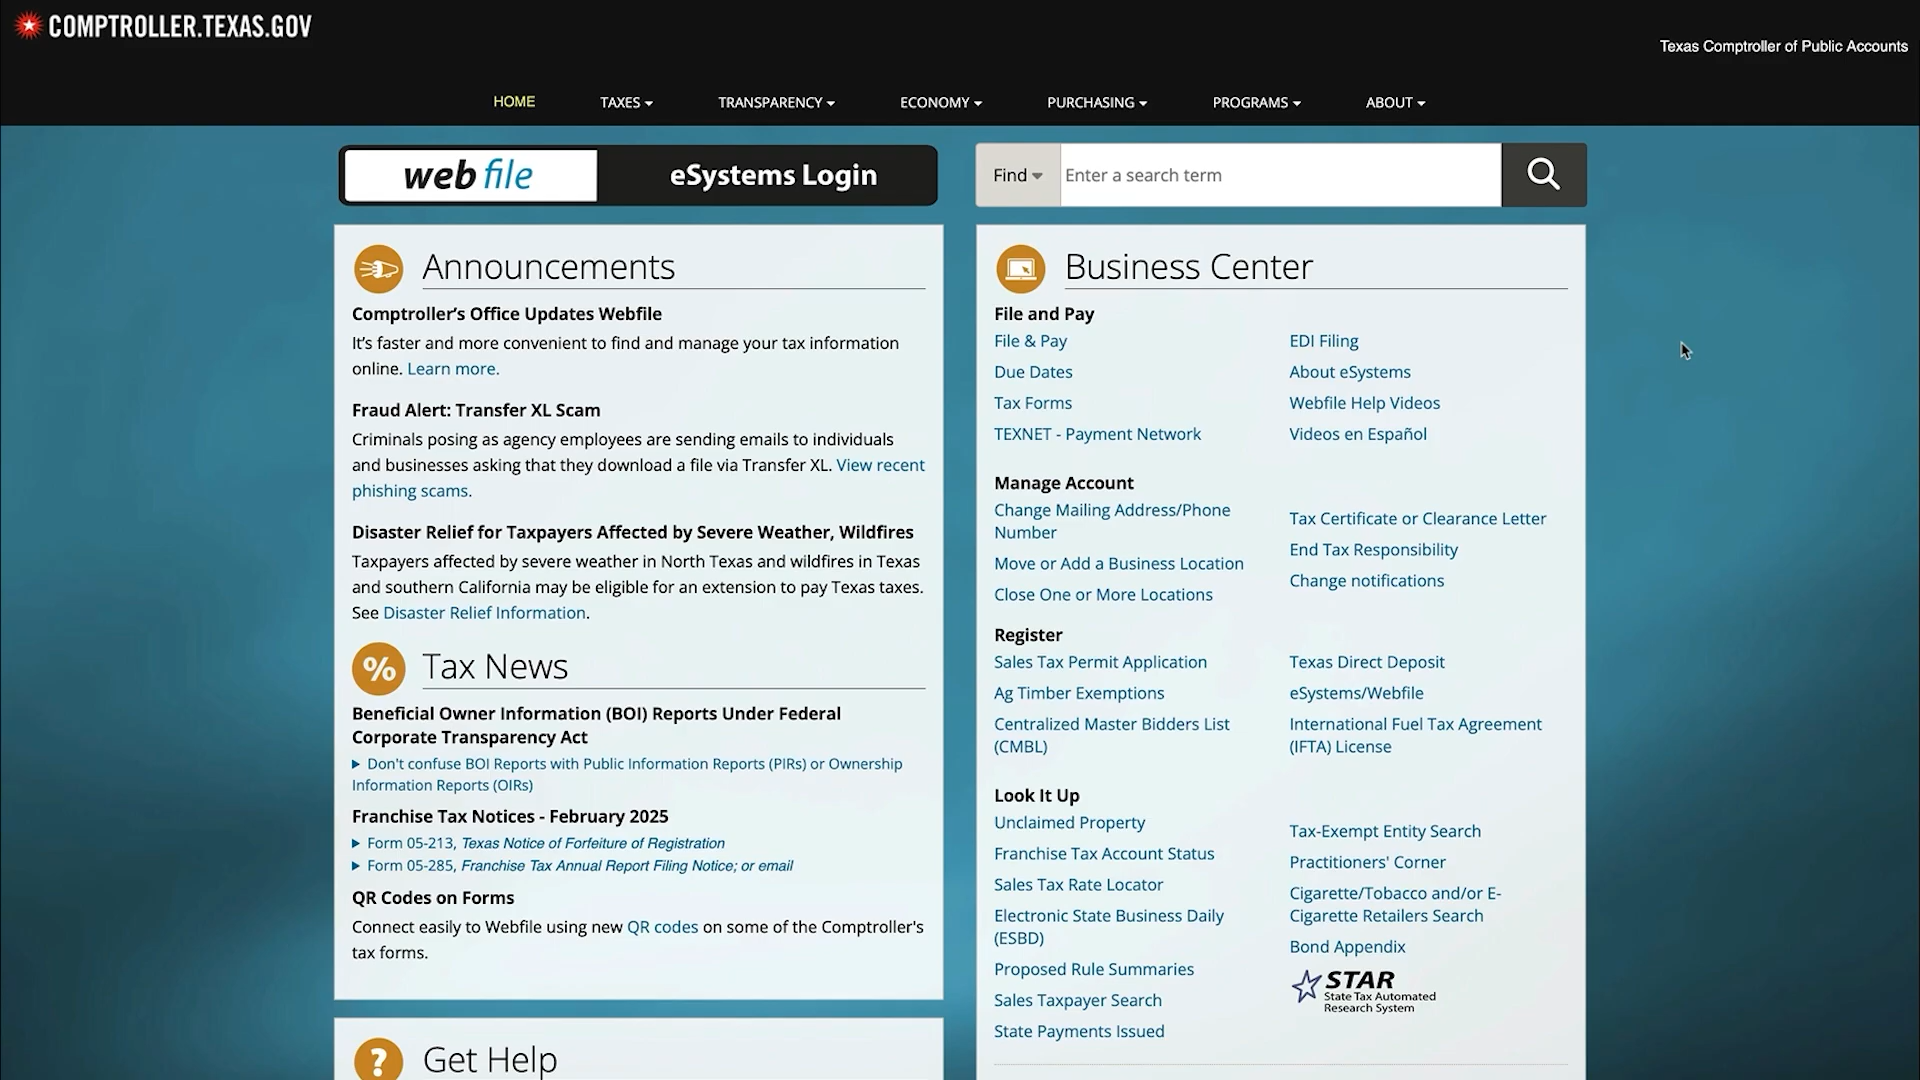 COMPTROLLER.TEXAS.GOV
Texas Comptroller of Public Accounts
HOME TAXES TRANSPARENCY ECONOMY PURCHASING PROGRAMS ABOUT
web file eSystems Login
Find Enter a search term
Announcements
Comptroller’s Office Updates Webfile
It’s faster and more convenient to find and manage your tax information
online. Learn more.
Fraud Alert: Transfer XL Scam
Criminals posing as agency employees are sending emails to individuals
and businesses asking that they download a file via Transfer XL. View recent
phishing scams.
Disaster Relief for Taxpayers Affected by Severe Weather, Wildfires
Taxpayers affected by severe weather in North Texas and wildfires in Texas
and southern California may be eligible for an extension to pay Texas taxes.
See Disaster Relief Information.
% Tax News
Beneficial Owner Information (BOI) Reports Under Federal
Corporate Transparency Act
Don't confuse BOI Reports with Public Information Reports (PIRs) or Ownership
Information Reports (OIRs)
Franchise Tax Notices - February 2025
Form 05-213, Texas Notice of Forfeiture of Registration
Form 05-285, Franchise Tax Annual Report Filing Notice; or email
QR Codes on Forms
Connect easily to Webfile using new QR codes on some of the Comptroller's
tax forms.
? Get Help
Business Center
File and Pay
File & Pay
Due Dates
Tax Forms
TEXNET - Payment Network
EDI Filing
About eSystems
Webfile Help Videos
Videos en Español
Manage Account
Change Mailing Address/Phone
Number
Move or Add a Business Location
Close One or More Locations
Tax Certificate or Clearance Letter
End Tax Responsibility
Change notifications
Register
Sales Tax Permit Application
Ag Timber Exemptions
Centralized Master Bidders List
(CMBL)
Texas Direct Deposit
eSystems/Webfile
International Fuel Tax Agreement
(IFTA) License
Look It Up
Unclaimed Property
Franchise Tax Account Status
Sales Tax Rate Locator
Electronic State Business Daily
(ESBD)
Proposed Rule Summaries
Sales Taxpayer Search
State Payments Issued
Tax-Exempt Entity Search
Practitioners' Corner
Cigarette/Tobacco and/or E-
Cigarette Retailers Search
Bond Appendix
STAR
State Tax Automated
Research System